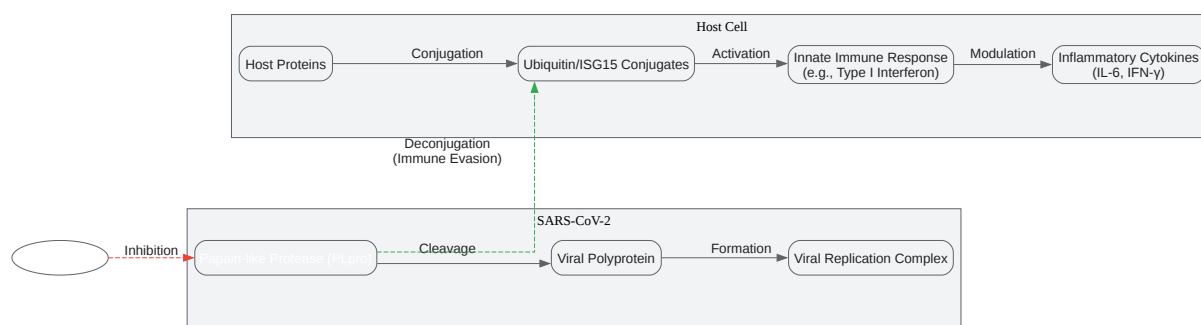 Host Cell
Host Proteins
Conjugation
Ubiquitin/ISG15 Conjugates
Activation
Innate Immune Response
(e.g., Type I Interferon)
Modulation
Inflammatory Cytokines
(IL-6, IFN-γ)
Deconjugation
(Immune Evasion)
SARS-CoV-2
Inhibition
Papain-like Protease (PLpro)
Cleavage
Viral Polyprotein
Formation
Viral Replication Complex